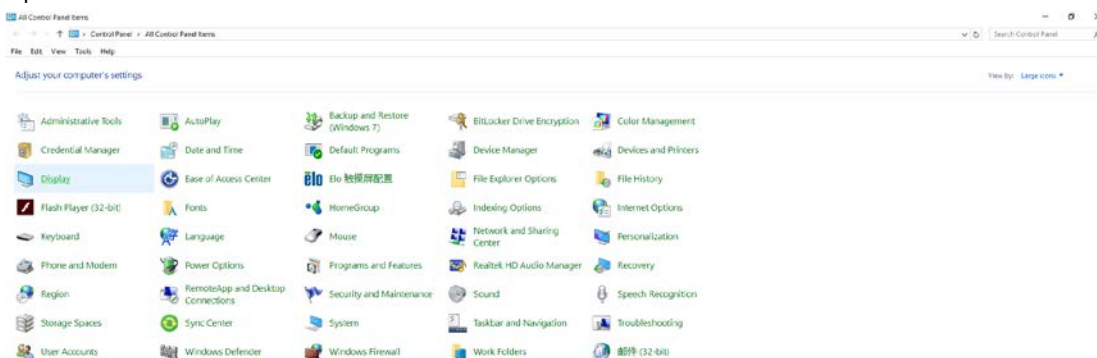 All Control Panel Items
Control Panel > All Control Panel Items
Search Control Panel
File Edit View Tools Help
Adjust your computer's settings
View by: Large icons
Administrative Tools
AutoPlay
Backup and Restore
(Windows 7)
BitLocker Drive Encryption
Color Management
Credential Manager
Date and Time
Default Programs
Device Manager
Devices and Printers
Display
Ease of Access Center
elo Elo 触摸屏配置
File Explorer Options
File History
Flash Player (32-bit)
Fonts
HomeGroup
Indexing Options
Internet Options
Keyboard
Language
Mouse
Network and Sharing
Center
Personalization
Phone and Modem
Power Options
Programs and Features
Realtek HD Audio Manager
Recovery
Region
RemoteApp and Desktop
Connections
Security and Maintenance
Sound
Speech Recognition
Storage Spaces
Sync Center
System
Taskbar and Navigation
Troubleshooting
User Accounts
Windows Defender
Windows Firewall
Work Folders
邮件 (32-bit)